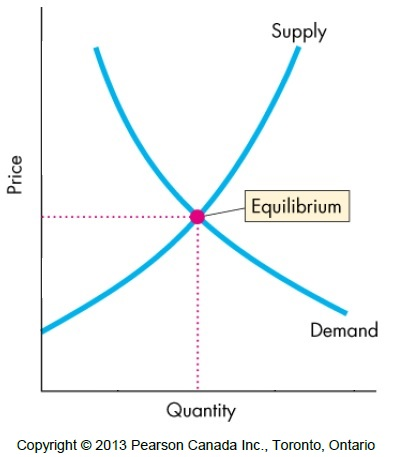 Supply
Price
Equilibrium
Demand
Quantity
Copyright © 2013 Pearson Canada Inc., Toronto, Ontario